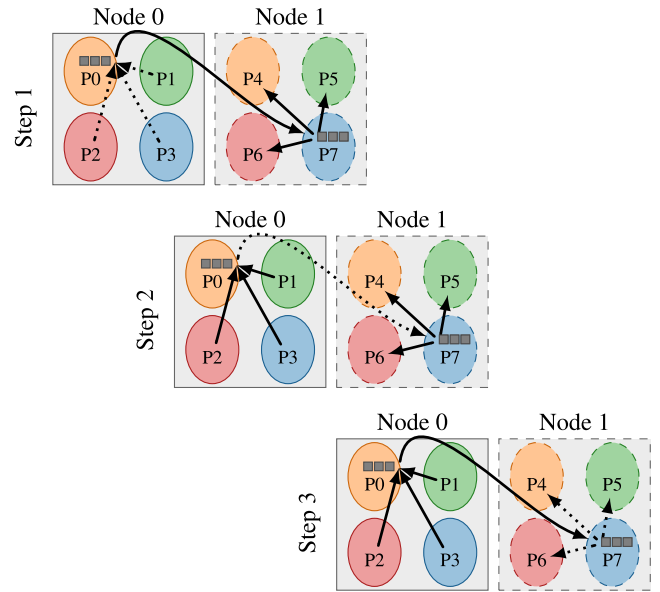 Node 0 Node 1
Step 1
P0 P1 P4 P5
P2 P3 P6 P7
Node 0 Node 1
Step 2
P0 P1 P4 P5
P2 P3 P6 P7
Node 0 Node 1
Step 3
P0 P1 P4 P5
P2 P3 P6 P7